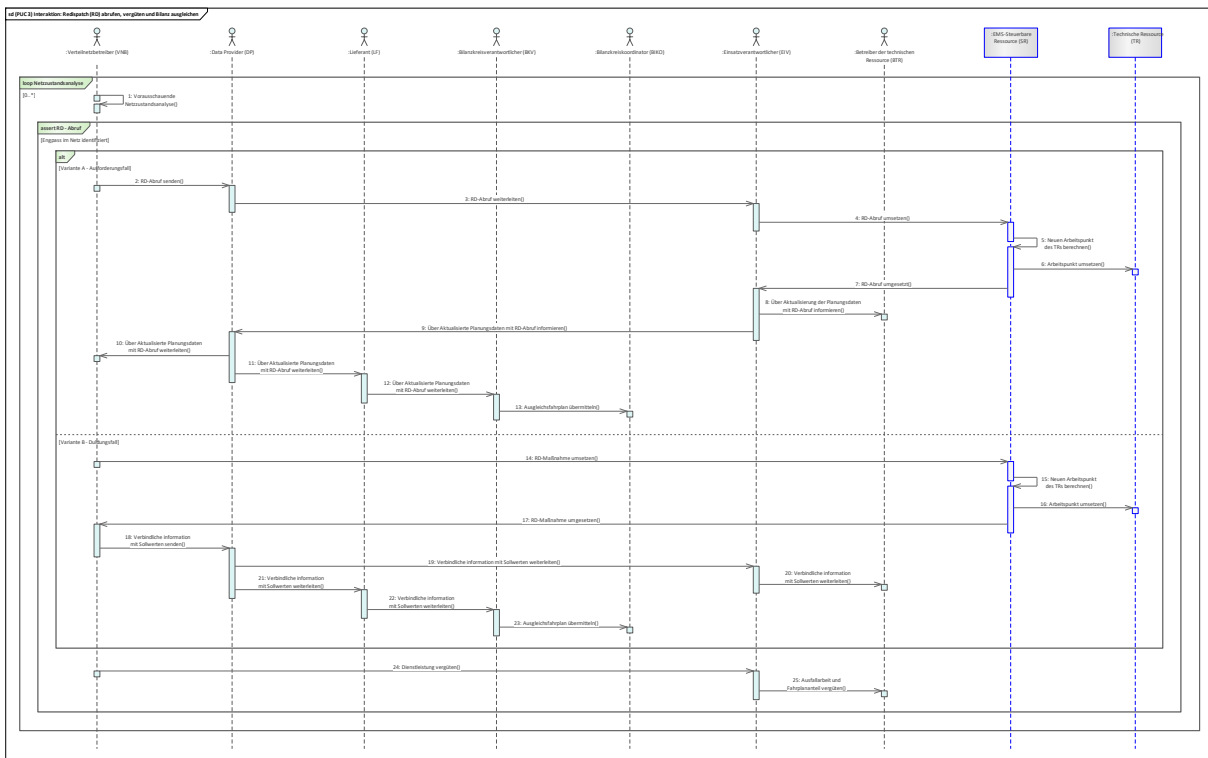 sd (PUC 3) Interaktion: Redispatch (RD) abrufen, vergüten und Bilanz ausgleichen
:Verteilnetzbetreiber (VNB)
:Data Provider (DP)
:Lieferant (LF)
:Bilanzkreisverantwortlicher (BKV)
:Bilanzkreiskoordinator (BIKO)
:Einsatzverantwortlicher (EIV)
:Betreiber der technischen
Ressource (BTR)
:EMS-Steuerbare
Ressource (SR)
:Technische Ressource
(TR)
loop Netzzustandsanalyse
[0..*]
1: Vorausschauende
Netzzustandsanalyse()
assert RD - Abruf
[Engpass im Netz identifiziert]
alt
[Variante A - Aufforderungsfall]
2: RD-Abruf senden()
3: RD-Abruf weiterleiten()
4: RD-Abruf umsetzen()
5: Neuen Arbeitspunkt
des TRs berechnen()
6: Arbeitspunkt umsetzen()
7: RD-Abruf umgesetzt()
8: Über Aktualisierung der Planungsdaten
mit RD-Abruf informieren()
9: Über Aktualisierte Planungsdaten mit RD-Abruf informieren()
10: Über Aktualisierte Planungsdaten
mit RD-Abruf weiterleiten()
11: Über Aktualisierte Planungsdaten
mit RD-Abruf weiterleiten()
12: Über Aktualisierte Planungsdaten
mit RD-Abruf weiterleiten()
13: Ausgleichsfahrplan übermitteln()
[Variante B - Duldungsfall]
14: RD-Maßnahme umsetzen()
15: Neuen Arbeitspunkt
des TRs berechnen()
16: Arbeitspunkt umsetzen()
17: RD-Maßnahme umgesetzen()
18: Verbindliche information
mit Sollwerten senden()
19: Verbindliche information mit Sollwerten weiterleiten()
20: Verbindliche information
mit Sollwerten weiterleiten()
21: Verbindliche information
mit Sollwerten weiterleiten()
22: Verbindliche information
mit Sollwerten weiterleiten()
23: Ausgleichsfahrplan übermitteln()
24: Dienstleistung vergüten()
25: Ausfallarbeit und
Fahrplananteil vergüten()